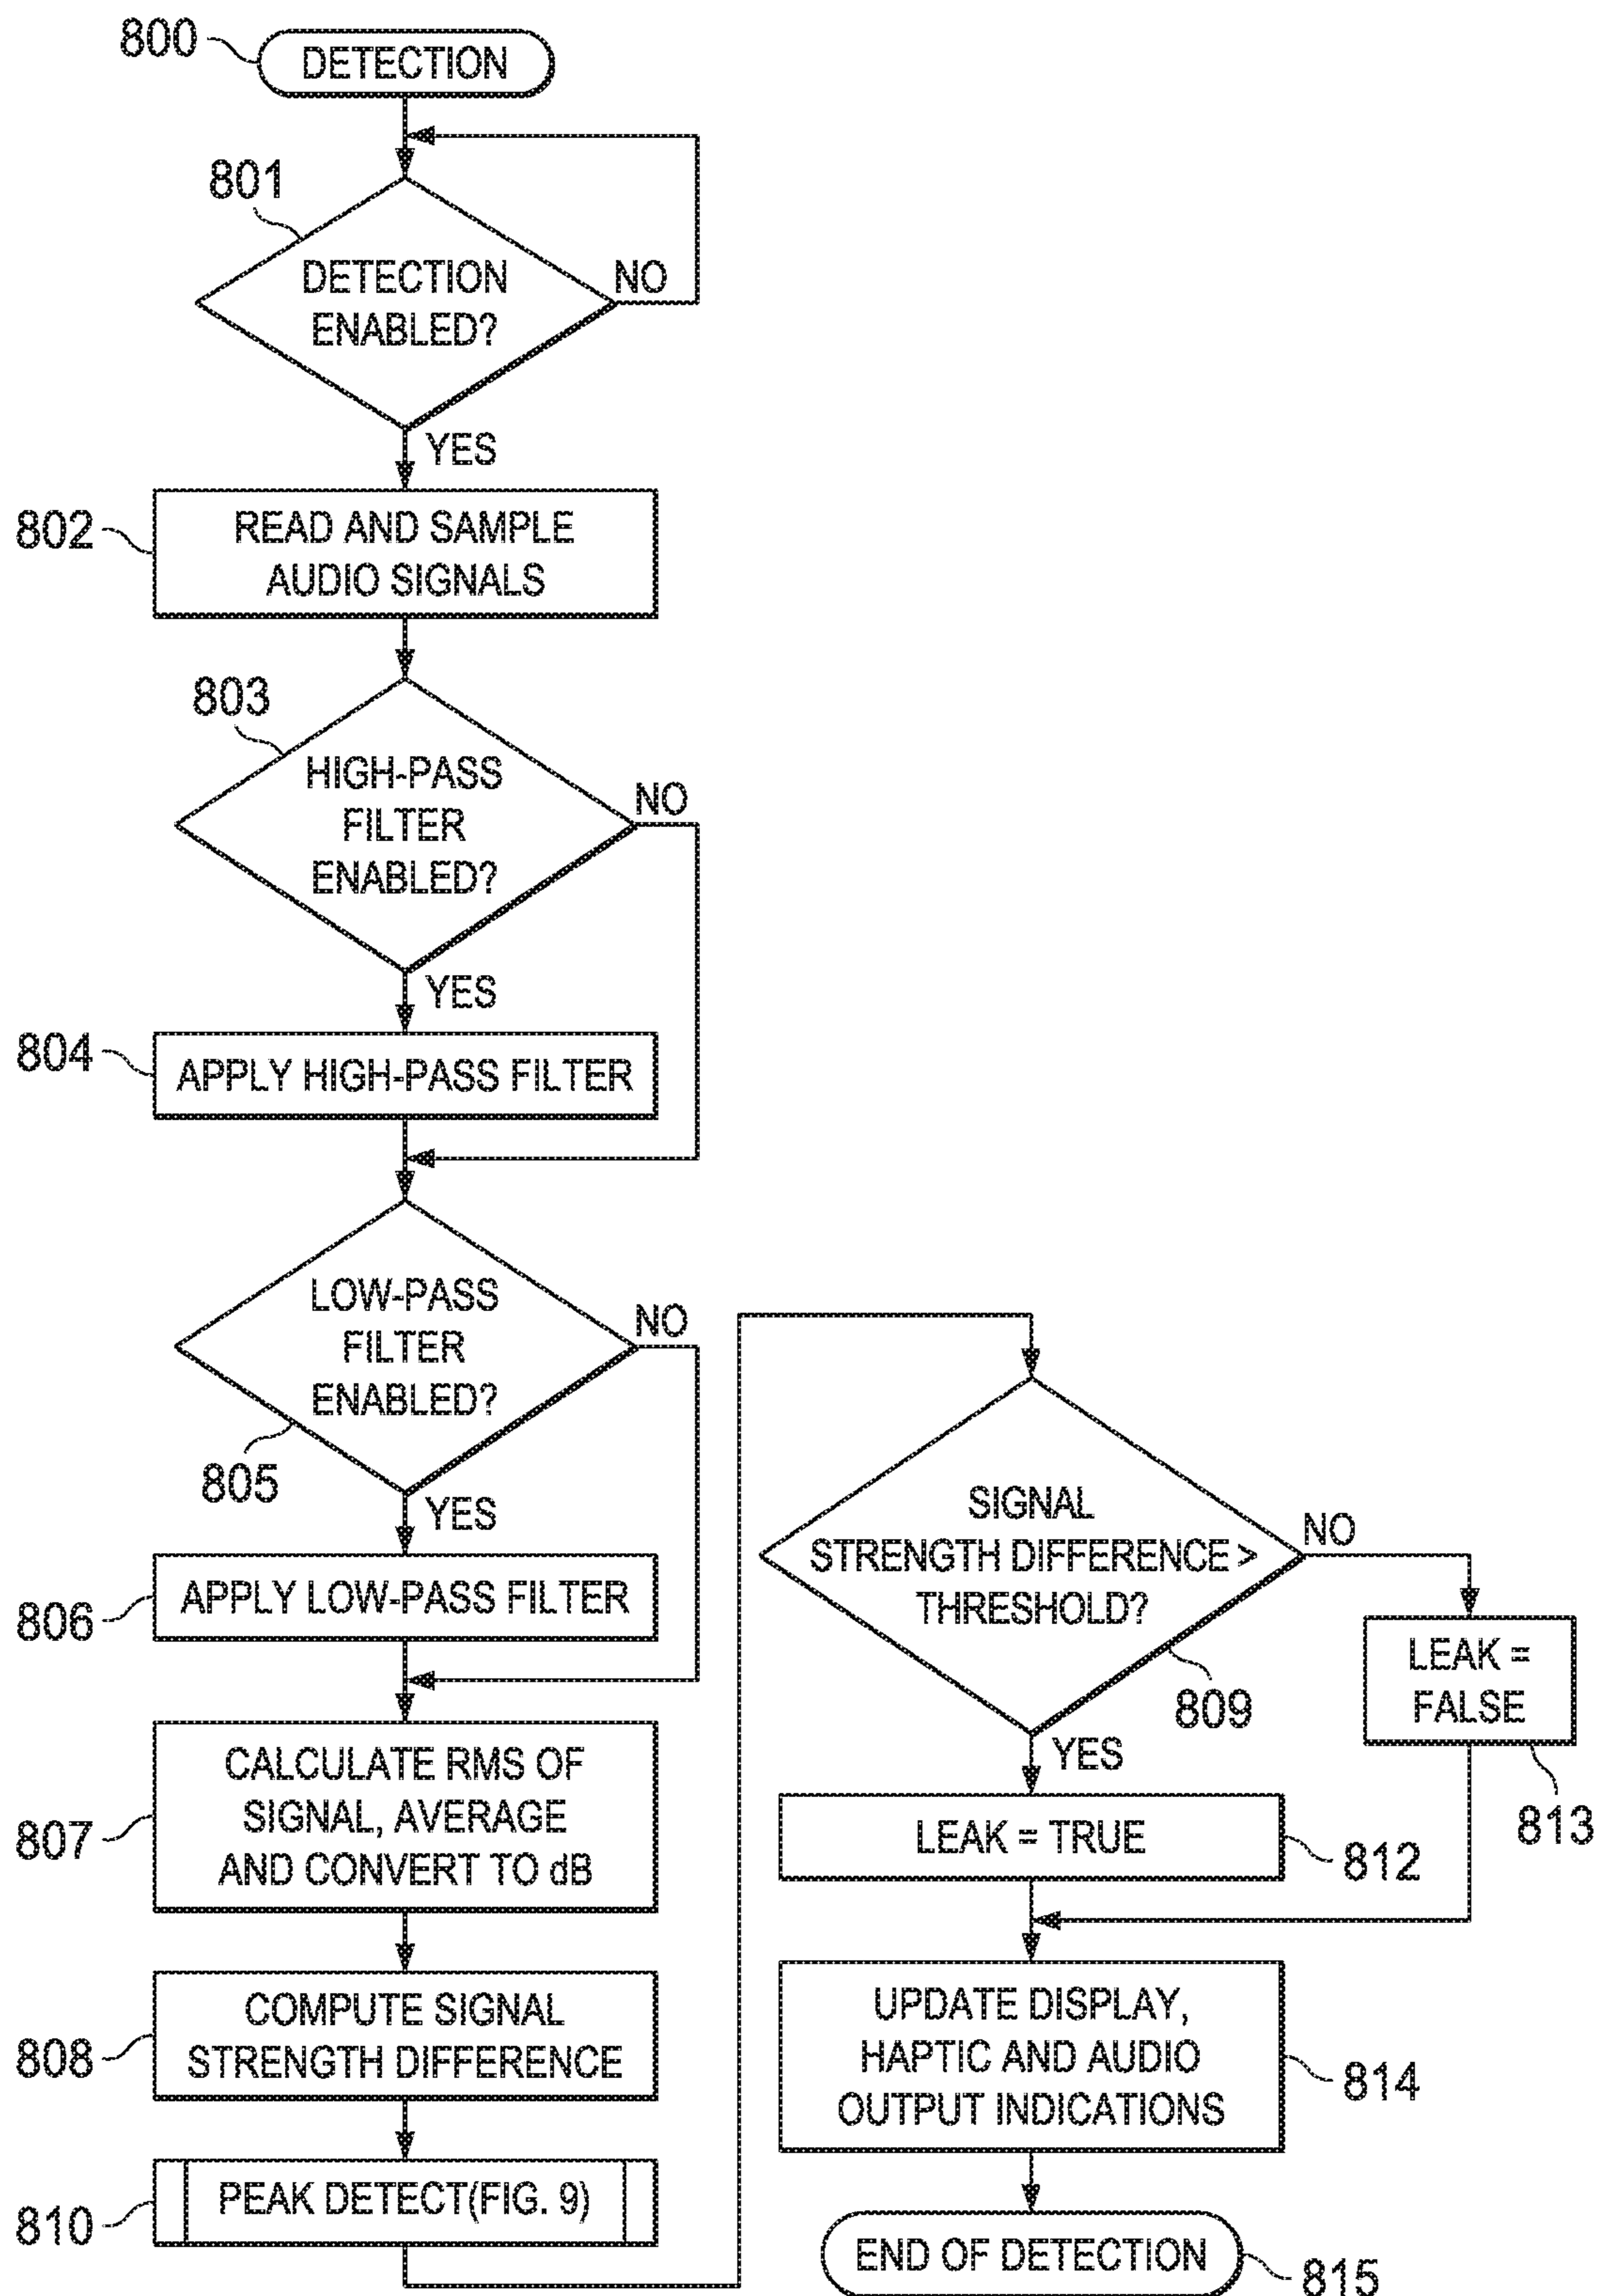 800
DETECTION
801
DETECTION
ENABLED?
NO
YES
802
READ AND SAMPLE
AUDIO SIGNALS
803
HIGH-PASS
FILTER
ENABLED?
NO
YES
804
APPLY HIGH-PASS FILTER
LOW-PASS
FILTER
ENABLED?
NO
805
YES
806
APPLY LOW-PASS FILTER
807
CALCULATE RMS OF
SIGNAL, AVERAGE
AND CONVERT TO dB
808
COMPUTE SIGNAL
STRENGTH DIFFERENCE
810
PEAK DETECT(FIG. 9)
SIGNAL
STRENGTH DIFFERENCE >
THRESHOLD?
NO
809
YES
LEAK =
FALSE
813
LEAK = TRUE
812
UPDATE DISPLAY,
HAPTIC AND AUDIO
OUTPUT INDICATIONS
814
END OF DETECTION
815